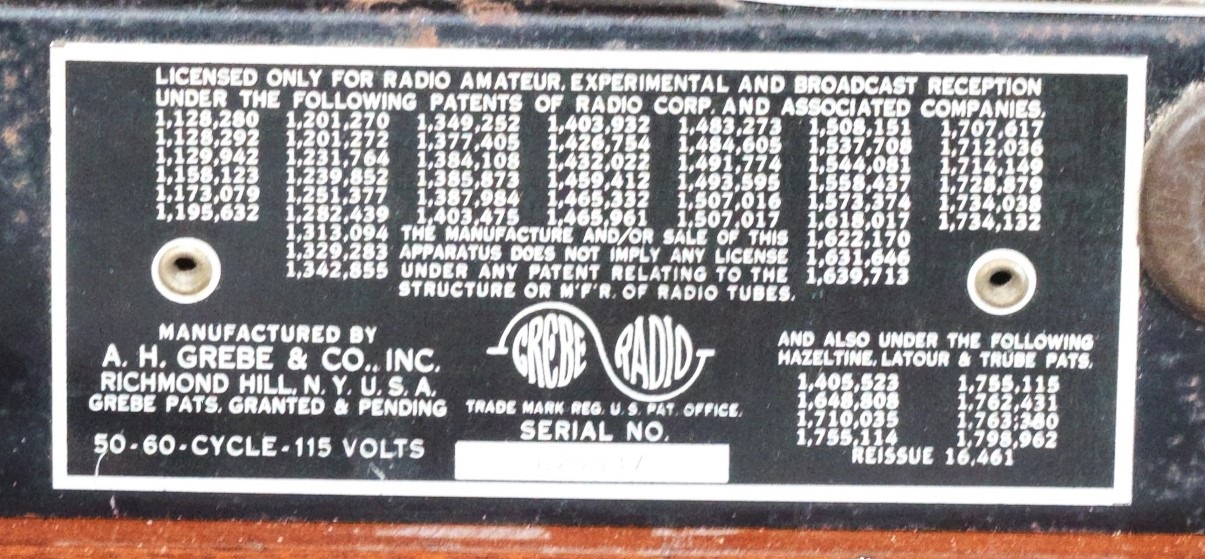 LICENSED ONLY FOR RADIO AMATEUR, EXPERIMENTAL AND BROADCAST RECEPTION
UNDER THE FOLLOWING PATENTS OF RADIO CORP. AND ASSOCIATED COMPANIES.
1,128,280 1,201,270 1,349,252 1,403,932 1,483,273 1,508,151 1,707,617
1,128,292 1,201,272 1,377,405 1,426,754 1,484,605 1,537,708 1,712,036
1,129,942 1,231,764 1,384,108 1,432,022 1,491,774 1,544,081 1,714,149
1,158,123 1,239,852 1,385,873 1,459,412 1,493,595 1,558,437 1,728,879
1,173,079 1,251,377 1,387,984 1,465,332 1,507,016 1,573,374 1,734,038
1,195,632 1,282,439 1,403,475 1,465,961 1,507,017 1,618,017 1,734,132
1,313,094 THE MANUFACTURE AND/OR SALE OF THIS 1,622,170
1,329,283 APPARATUS DOES NOT IMPLY ANY LICENSE 1,631,646
1,342,855 UNDER ANY PATENT RELATING TO THE 1,639,713
STRUCTURE OR M'F'R. OF RADIO TUBES.
MANUFACTURED BY
A. H. GREBE & CO., INC.
RICHMOND HILL, N. Y., U. S. A.
GREBE PATS. GRANTED & PENDING
50-60-CYCLE-115 VOLTS
GREBE RADIO
TRADE MARK REG. U. S. PAT. OFFICE.
SERIAL NO.
AND ALSO UNDER THE FOLLOWING
HAZELTINE, LATOUR & TRUBE PATS.
1,405,523 1,755,115
1,648,808 1,762,431
1,710,035 1,763,380
1,755,114 1,798,962
REISSUE 16,461